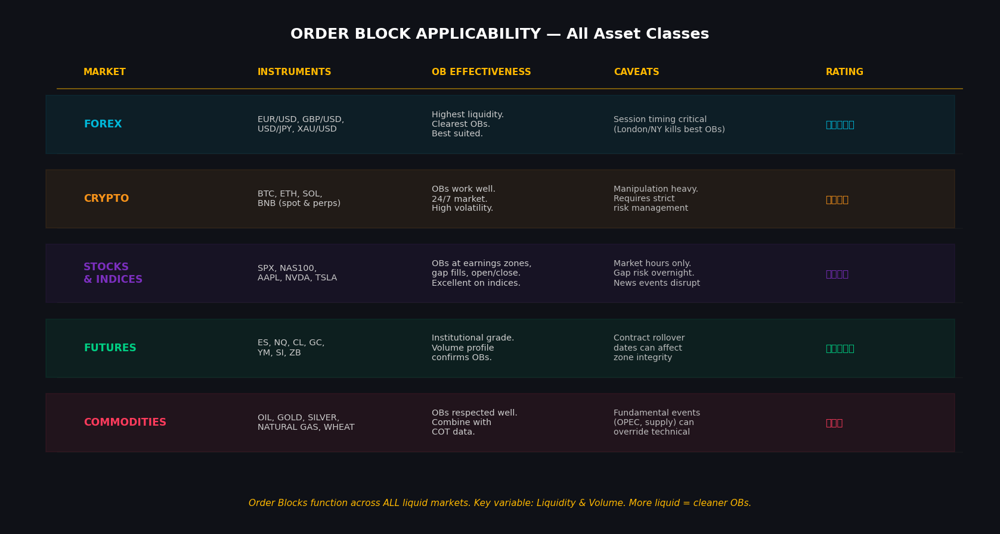 ORDER BLOCK APPLICABILITY — All Asset Classes
MARKET INSTRUMENTS OB EFFECTIVENESS CAVEATS RATING
FOREX
EUR/USD, GBP/USD,
USD/JPY, XAU/USD
Highest liquidity.
Clearest OBs.
Best suited.
Session timing critical
(London/NY kills best OBs)
CRYPTO
BTC, ETH, SOL,
BNB (spot & perps)
OBs work well.
24/7 market.
High volatility.
Manipulation heavy.
Requires strict
risk management
STOCKS
& INDICES
SPX, NAS100,
AAPL, NVDA, TSLA
OBs at earnings zones,
gap fills, open/close.
Excellent on indices.
Market hours only.
Gap risk overnight.
News events disrupt
FUTURES
ES, NQ, CL, GC,
YM, SI, ZB
Institutional grade.
Volume profile
confirms OBs.
Contract rollover
dates can affect
zone integrity
COMMODITIES
OIL, GOLD, SILVER,
NATURAL GAS, WHEAT
OBs respected well.
Combine with
COT data.
Fundamental events
(OPEC, supply) can
override technical
Order Blocks function across ALL liquid markets. Key variable: Liquidity & Volume. More liquid = cleaner OBs.